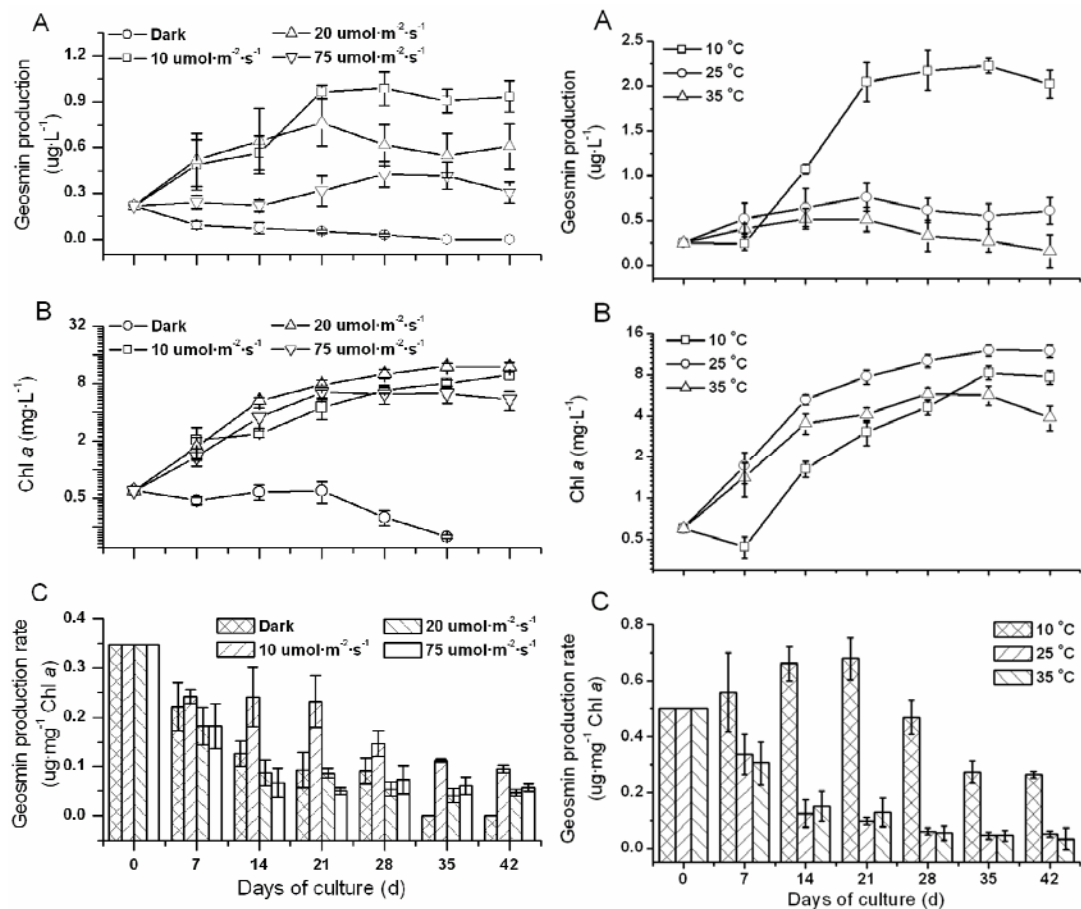 A
Dark
10 umol·m⁻²·s⁻¹
20 umol·m⁻²·s⁻¹
75 umol·m⁻²·s⁻¹
Geosmin production
(ug·L⁻¹)
1.2
0.9
0.6
0.3
0.0
B
Dark
10 umol·m⁻²·s⁻¹
20 umol·m⁻²·s⁻¹
75 umol·m⁻²·s⁻¹
Chl a (mg·L⁻¹)
32
8
2
0.5
C
Dark
10 umol·m⁻²·s⁻¹
20 umol·m⁻²·s⁻¹
75 umol·m⁻²·s⁻¹
Geosmin production rate
(ug·mg⁻¹ Chl a)
0.4
0.3
0.2
0.1
0.0
0 7 14 21 28 35 42
Days of culture (d)
A
10 °C
25 °C
35 °C
Geosmin production
(ug·L⁻¹)
2.5
2.0
1.5
1.0
0.5
0.0
B
10 °C
25 °C
35 °C
Chl a (mg·L⁻¹)
16
8
4
2
1
0.5
C
10 °C
25 °C
35 °C
Geosmin production rate
(ug·mg⁻¹ Chl a)
0.8
0.6
0.4
0.2
0.0
0 7 14 21 28 35 42
Days of culture (d)